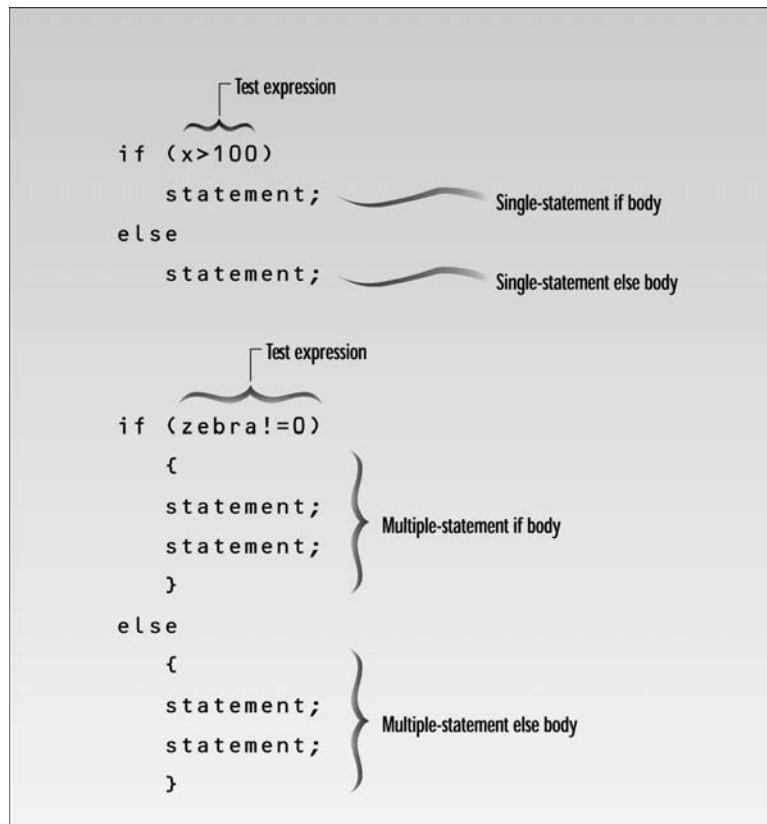 Test expression
if (x>100)
statement;
Single-statement if body
else
statement;
Single-statement else body
Test expression
if (zebra!=0)
{
statement;
statement;
}
Multiple-statement if body
else
{
statement;
statement;
}
Multiple-statement else body